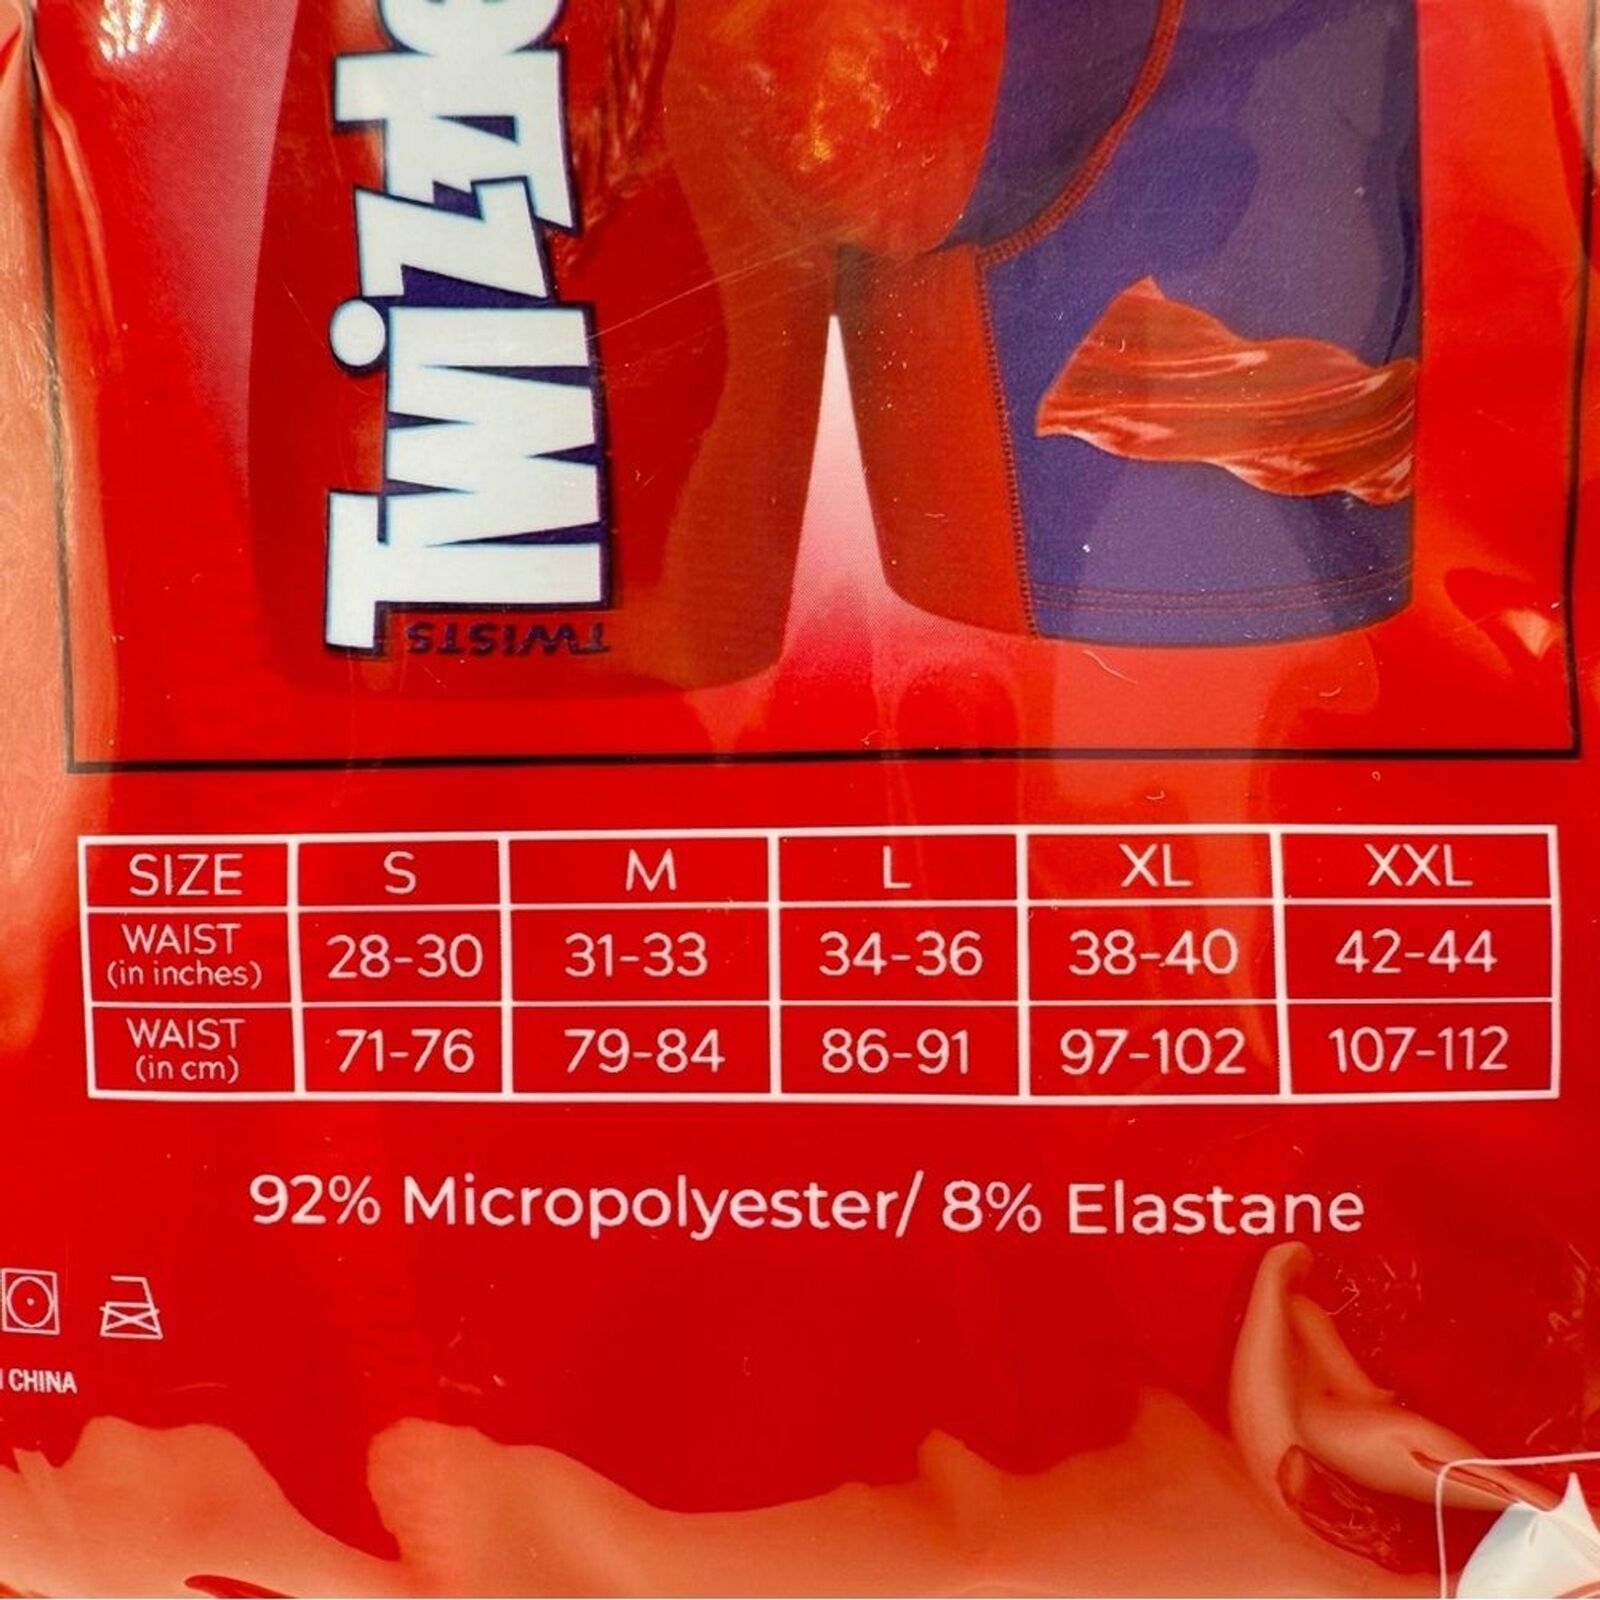 Twizzle
TWISTS
SIZE S M L XL XXL
WAIST (in inches) 28-30 31-33 34-36 38-40 42-44
WAIST (in cm) 71-76 79-84 86-91 97-102 107-112
92% Micropolyester/ 8% Elastane
CHINA